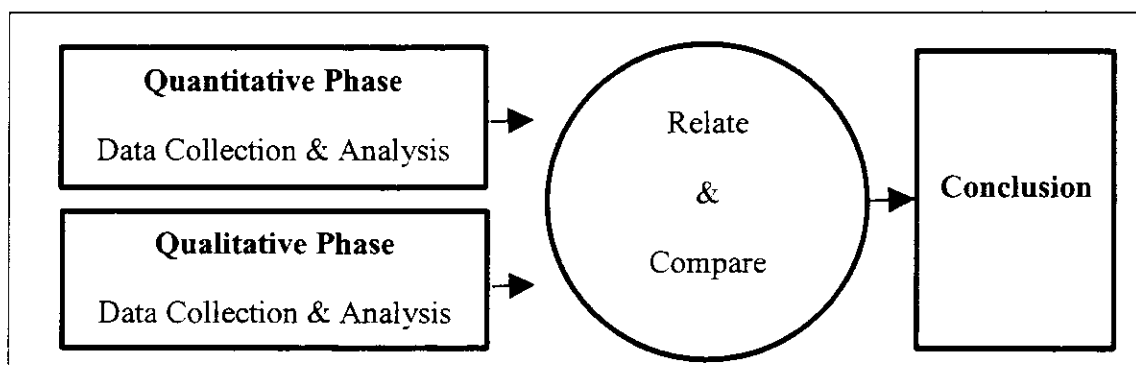 Quantitative Phase
Data Collection & Analysis
Qualitative Phase
Data Collection & Analysis
Relate
&
Compare
Conclusion